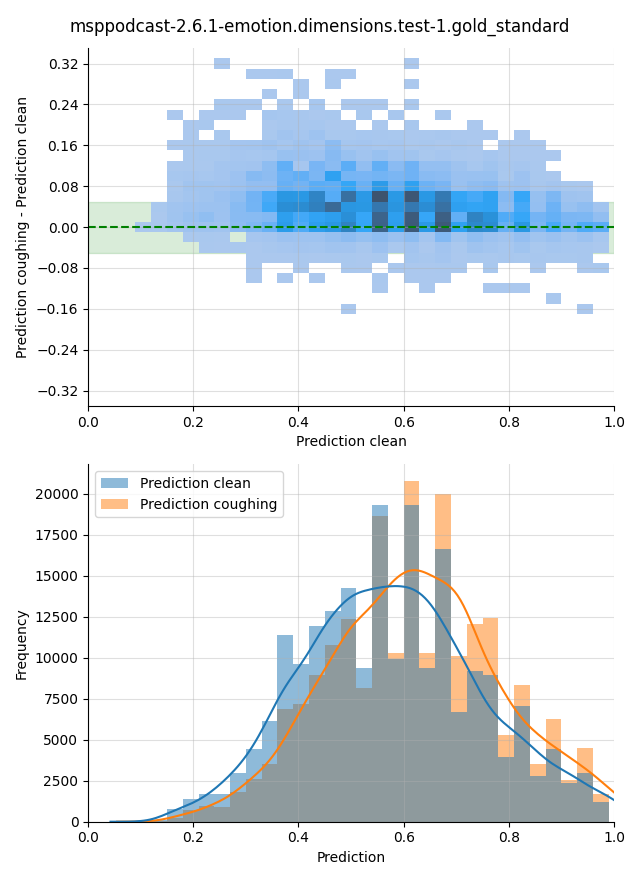 msppodcast-2.6.1-emotion.dimensions.test-1.gold_standard
Prediction coughing - Prediction clean
0.32
0.24
0.16
0.08
0.00
−0.08
−0.16
−0.24
−0.32
0.0 0.2 0.4 0.6 0.8 1.0
Prediction clean
Prediction clean
Prediction coughing
Frequency
20000
17500
15000
12500
10000
7500
5000
2500
0
0.0 0.2 0.4 0.6 0.8 1.0
Prediction